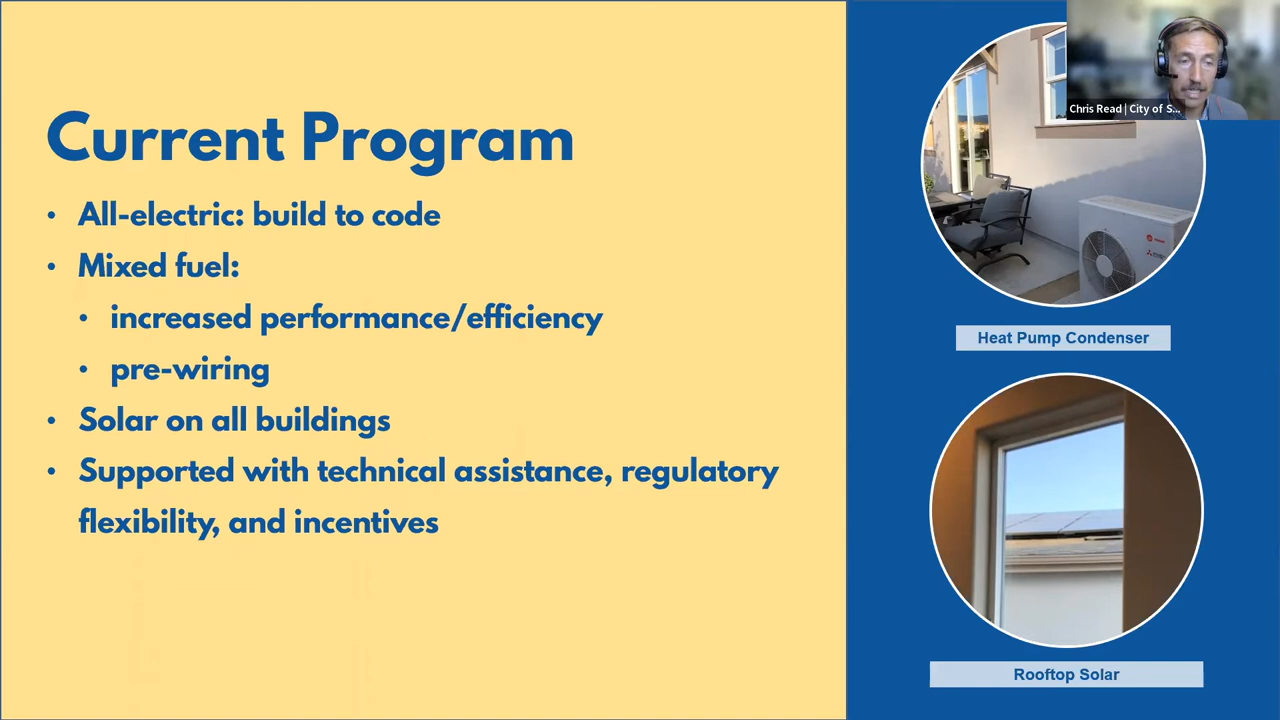 Current Program
• All-electric: build to code
• Mixed fuel:
• increased performance/efficiency
• pre-wiring
• Solar on all buildings
• Supported with technical assistance, regulatory
flexibility, and incentives
Chris Read | City of S...
Heat Pump Condenser
Rooftop Solar